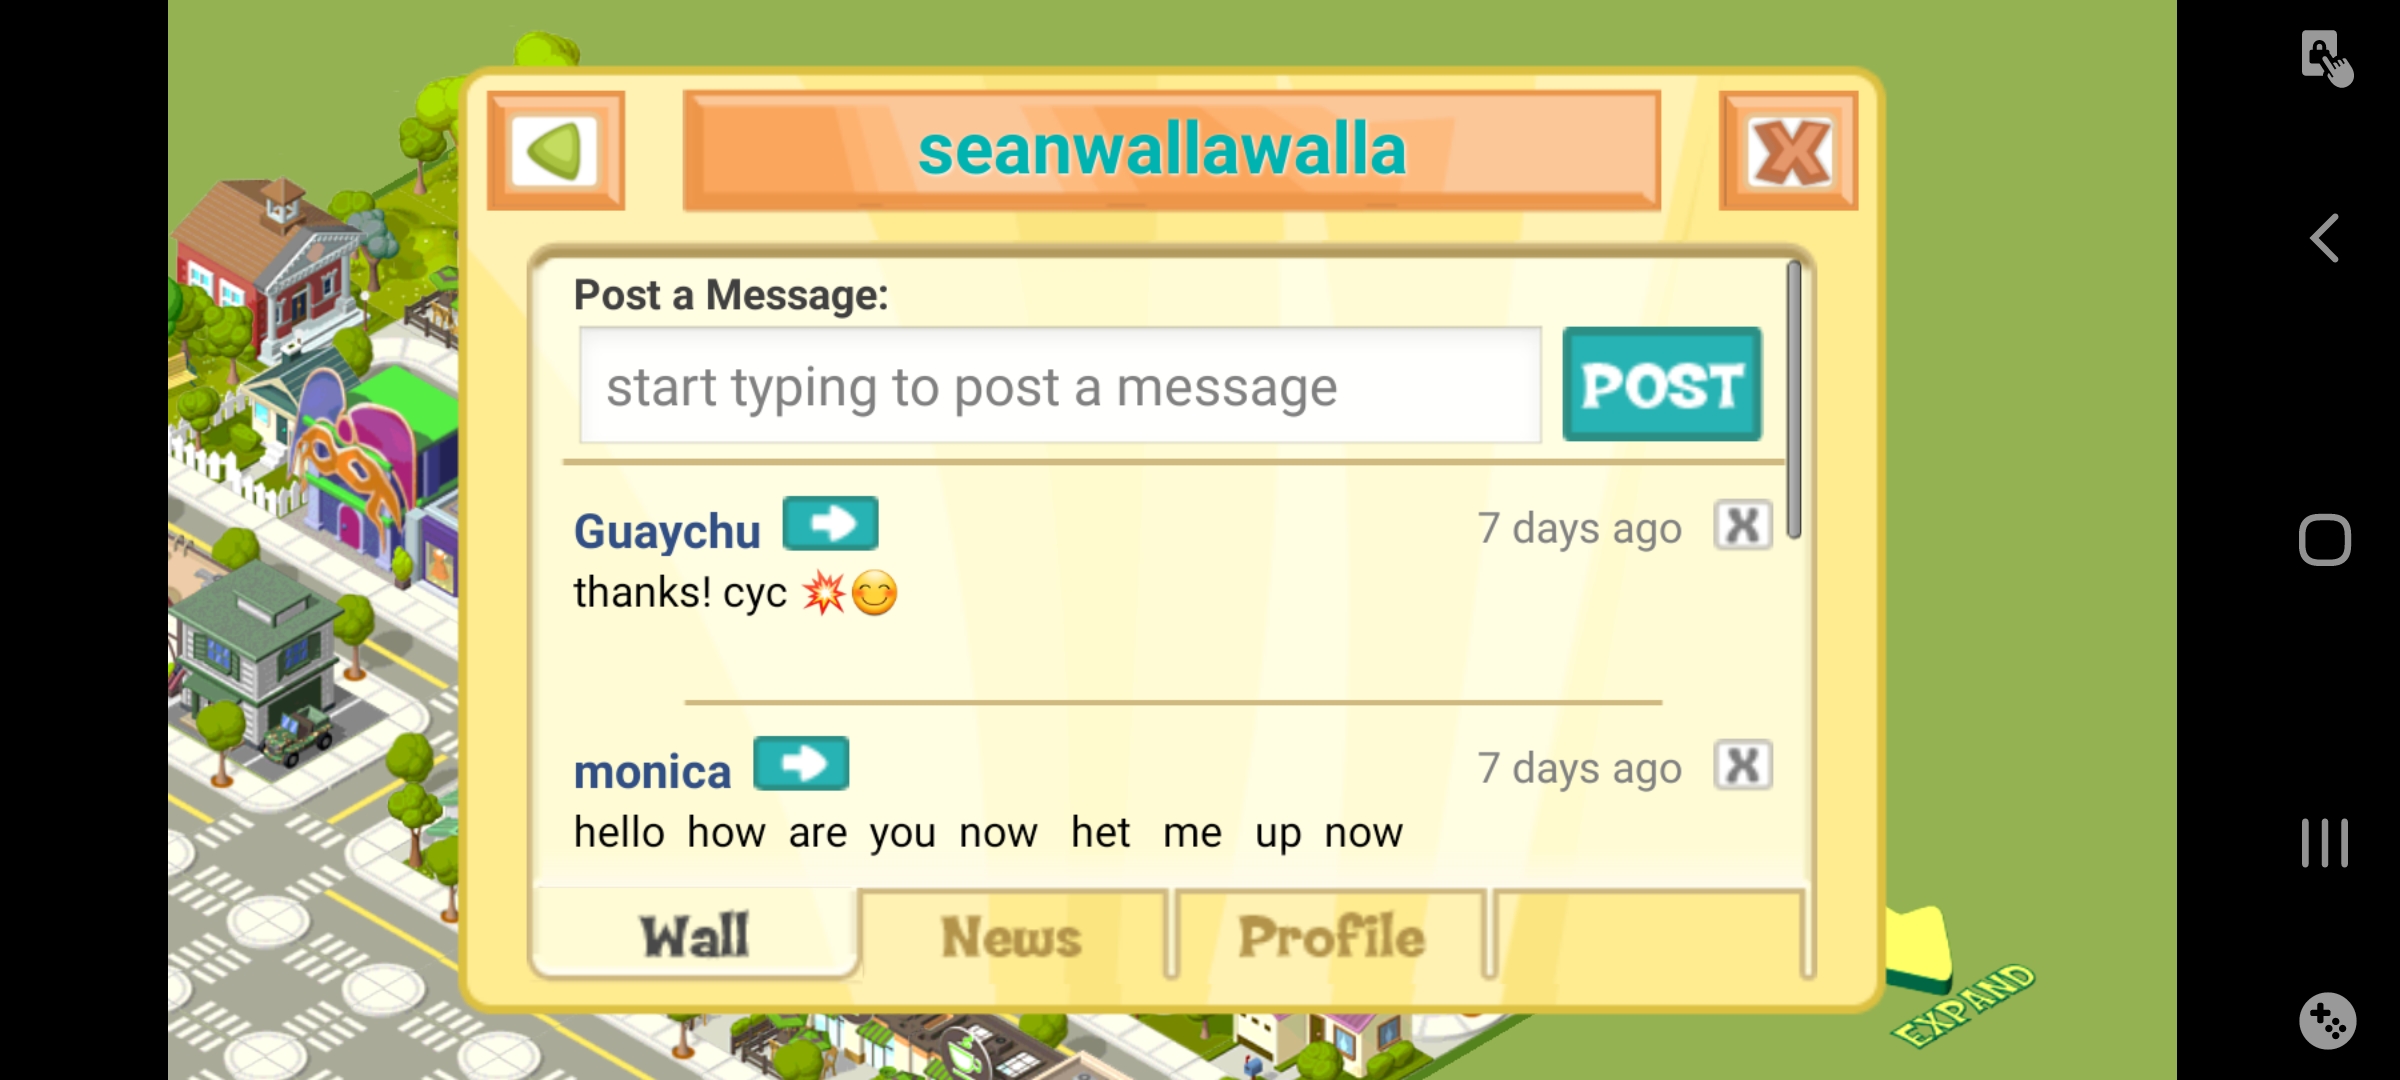 seanwallawalla
Post a Message:
start typing to post a message
POST
Guaychu
7 days ago
X
thanks! cyc 💥😊
monica
7 days ago
X
hello how are you now het me up now
Wall
News
Profile
EXPAND